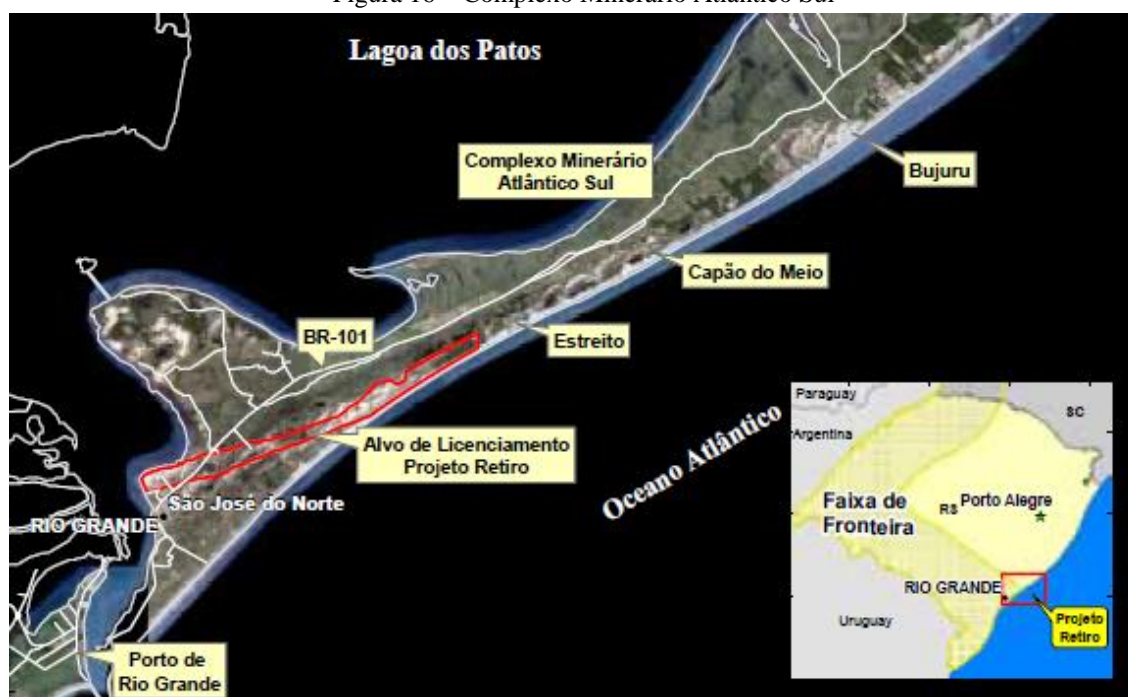 Figura 18 – Complexo Minerário Atlântico Sul
Lagoa dos Patos
Complexo Minerário
Atlântico Sul
Bujuru
Capão do Meio
BR-101
Estreito
Alvo de Licenciamento
Projeto Retiro
Oceano Atlântico
São José do Norte
RIO GRANDE
Porto de
Rio Grande
Paraguay
SC
Argentina
Faixa de
Fronteira
RS
Porto Alegre
RIO GRANDE
Uruguay
Projeto
Retiro